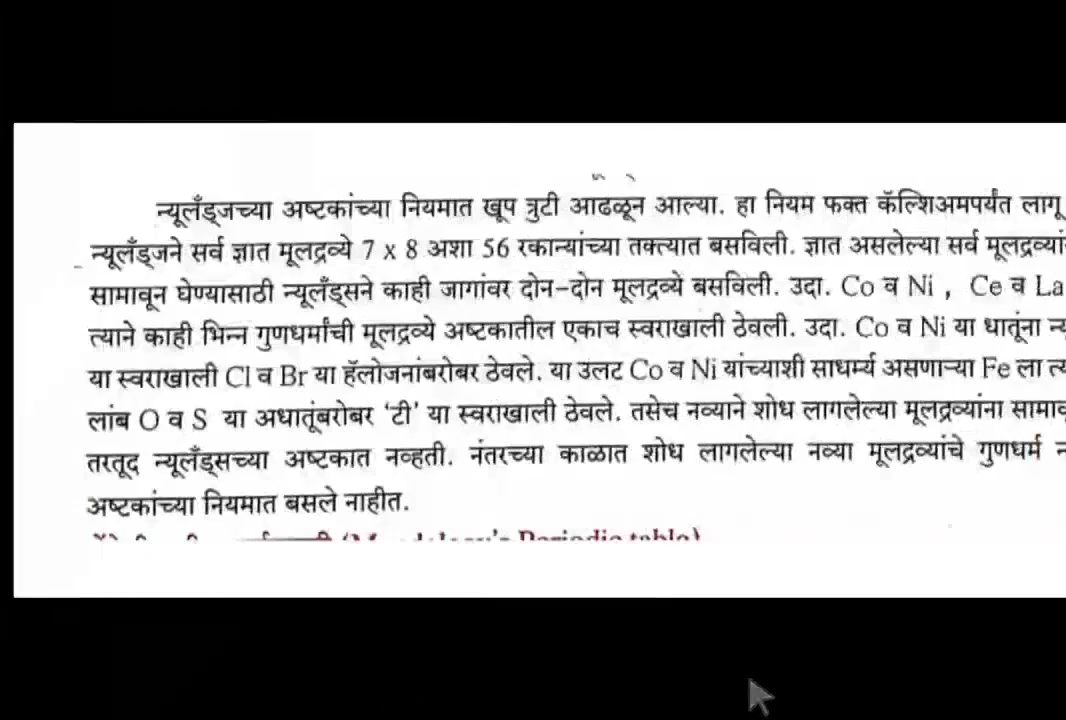 न्यूलँड्जच्या अष्टकांच्या नियमात खूप त्रुटी आढळून आल्या. हा नियम फक्त कॅल्शिअमपर्यंत लागू
न्यूलँड्जने सर्व ज्ञात मूलद्रव्ये 7 x 8 अशा 56 रकान्यांच्या तक्त्यात बसविली. ज्ञात असलेल्या सर्व
सामावून घेण्यासाठी न्यूलँड्सने काही जागांवर दोन-दोन मूलद्रव्ये बसविली. उदा. Co व Ni , Ce व La
त्याने काही भिन्न गुणधर्मांची मूलद्रव्ये अष्टकातील एकाच स्वराखाली ठेवली. उदा. Co व Ni या धातूंना
या स्वराखाली Cl व Br या हॅलोजनांबरोबर ठेवले. या उलट Co व Ni यांच्याशी साधर्म्य असणाऱ्या Fe ला
लांब O व S या अधातूंबरोबर 'टी' या स्वराखाली ठेवले. तसेच नव्याने शोध लागलेल्या मूलद्रव्यांना
तरतूद न्यूलँड्सच्या अष्टकात नव्हती. नंतरच्या काळात शोध लागलेल्या नव्या मूलद्रव्यांचे गुणधर्म
अष्टकांच्या नियमात बसले नाहीत.
Periodic table)